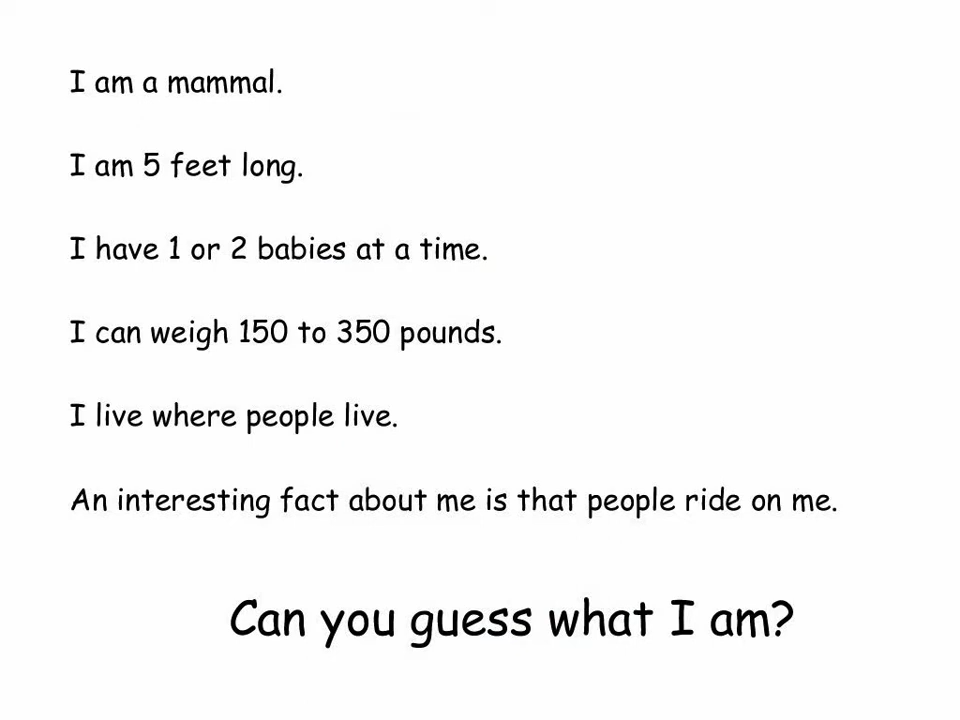 I am a mammal.
I am 5 feet long.
I have 1 or 2 babies at a time.
I can weigh 150 to 350 pounds.
I live where people live.
An interesting fact about me is that people ride on me.
Can you guess what I am?